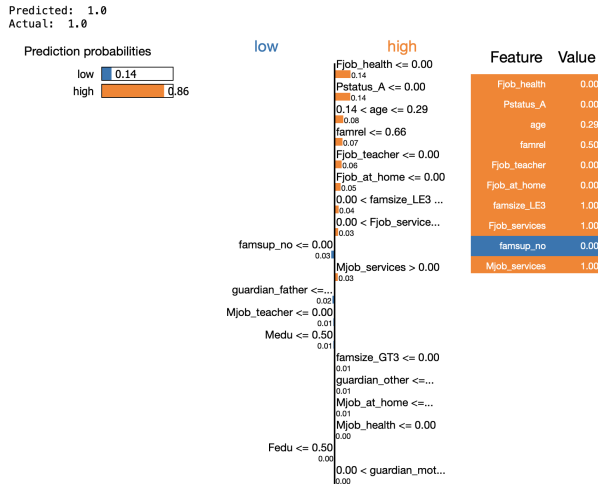 Predicted: 1.0
Actual: 1.0
Prediction probabilities
low 0.14
high 0.86
low high
Fjob_health <= 0.00
0.14
Pstatus_A <= 0.00
0.14
0.14 < age <= 0.29
0.08
famrel <= 0.66
0.07
Fjob_teacher <= 0.00
0.06
Fjob_at_home <= 0.00
0.05
0.00 < famsize_LE3 ...
0.04
0.00 < Fjob_service...
0.03
famsup_no <= 0.00
0.03
Mjob_services > 0.00
0.03
guardian_father <=...
0.02
Mjob_teacher <= 0.00
0.01
Medu <= 0.50
0.01
famsize_GT3 <= 0.00
0.01
guardian_other <=...
0.01
Mjob_at_home <=...
0.01
Mjob_health <= 0.00
0.00
Fedu <= 0.50
0.00
0.00 < guardian_mot...
0.00
Feature Value
Fjob_health 0.00
Pstatus_A 0.00
age 0.29
famrel 0.50
Fjob_teacher 0.00
Fjob_at_home 0.00
famsize_LE3 1.00
Fjob_services 1.00
famsup_no 0.00
Mjob_services 1.00